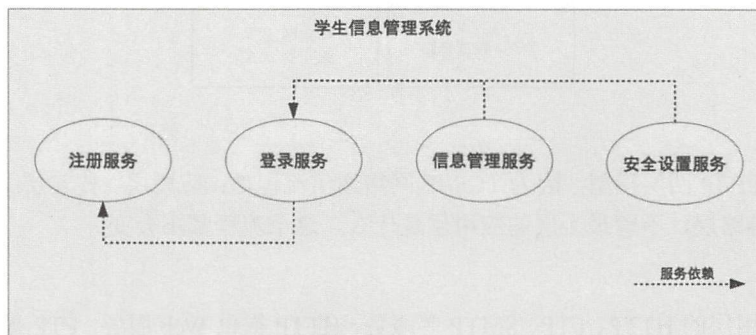 学生信息管理系统
注册服务
登录服务
信息管理服务
安全设置服务
服务依赖